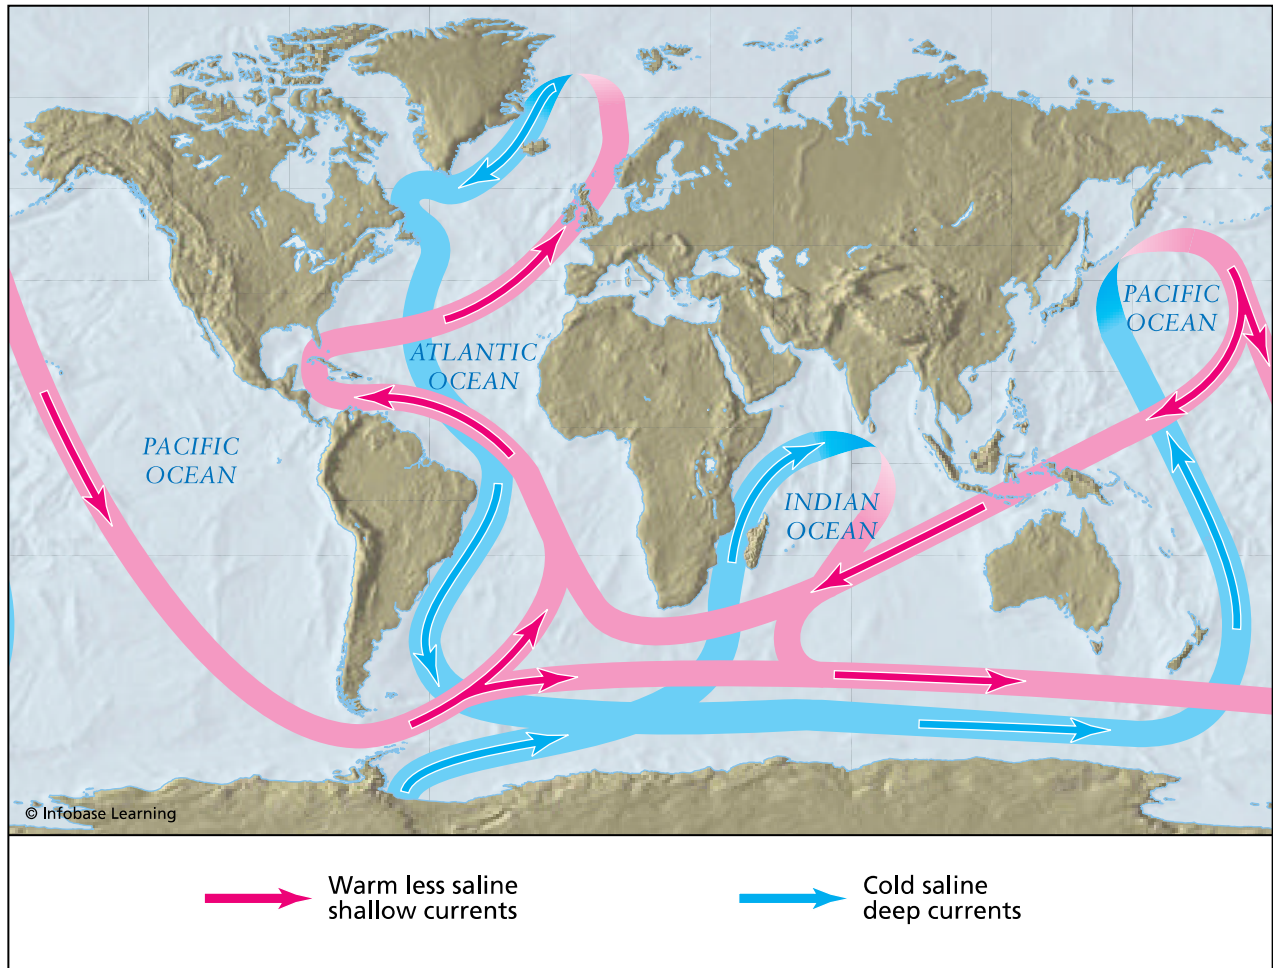 PACIFIC
OCEAN
ATLANTIC
OCEAN
PACIFIC
OCEAN
INDIAN
OCEAN
© Infobase Learning
Warm less saline
shallow currents
Cold saline
deep currents